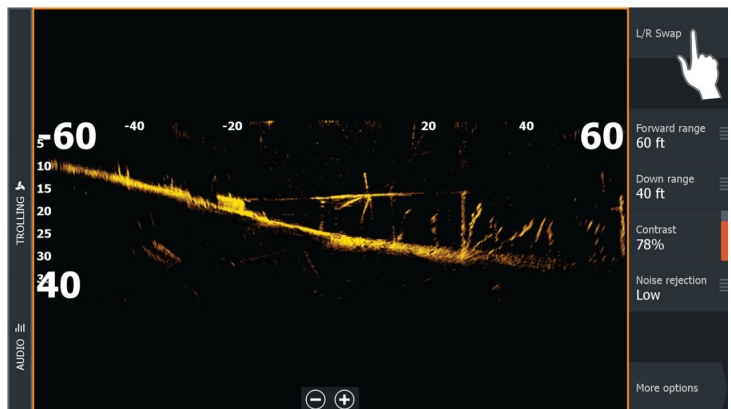 L/R Swap
-60
-40
-20
20
40
60
5
10
15
20
25
30
40
TROLLING
AUDIO
Forward range
60 ft
Down range
40 ft
Contrast
78%
Noise rejection
Low
More options